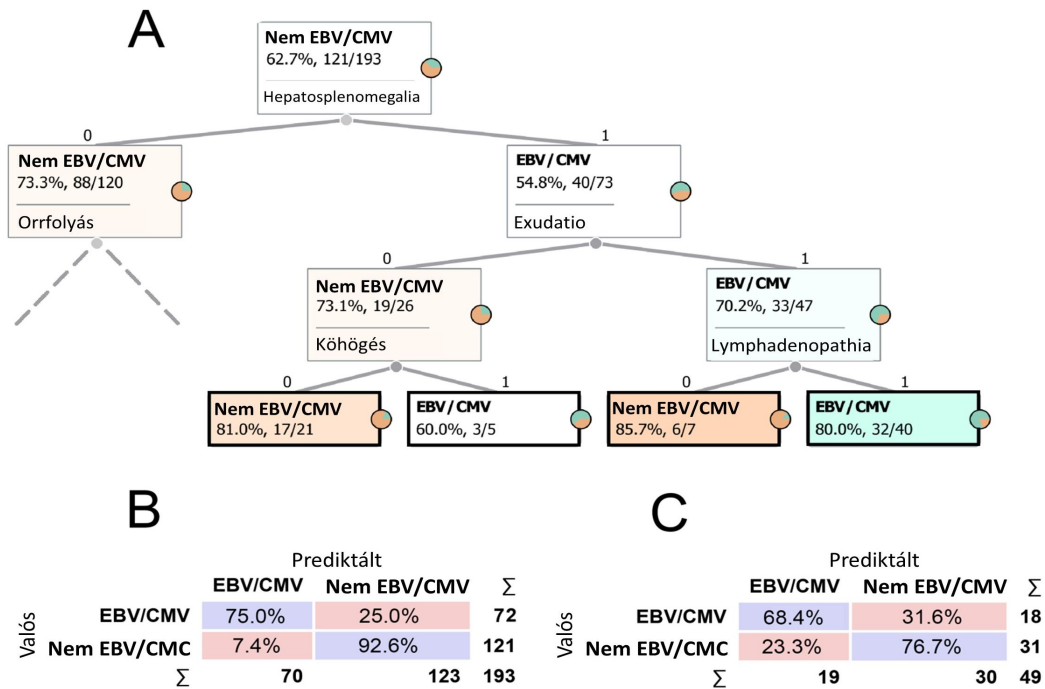 A
Nem EBV/CMV
62.7%, 121/193
Hepatosplenomegalia
0
1
Nem EBV/CMV
73.3%, 88/120
Orrfolyás
EBV/CMV
54.8%, 40/73
Exudatio
0
1
Nem EBV/CMV
73.1%, 19/26
Köhögés
EBV/CMV
70.2%, 33/47
Lymphadenopathia
0
1
0
1
Nem EBV/CMV
81.0%, 17/21
EBV/CMV
60.0%, 3/5
Nem EBV/CMV
85.7%, 6/7
EBV/CMV
80.0%, 32/40
B
Prediktált
EBV/CMV Nem EBV/CMV Σ
Valós
EBV/CMV 75.0% 25.0% 72
Nem EBV/CMC 7.4% 92.6% 121
Σ 70 123 193
C
Prediktált
EBV/CMV Nem EBV/CMV Σ
Valós
EBV/CMV 68.4% 31.6% 18
Nem EBV/CMC 23.3% 76.7% 31
Σ 19 30 49